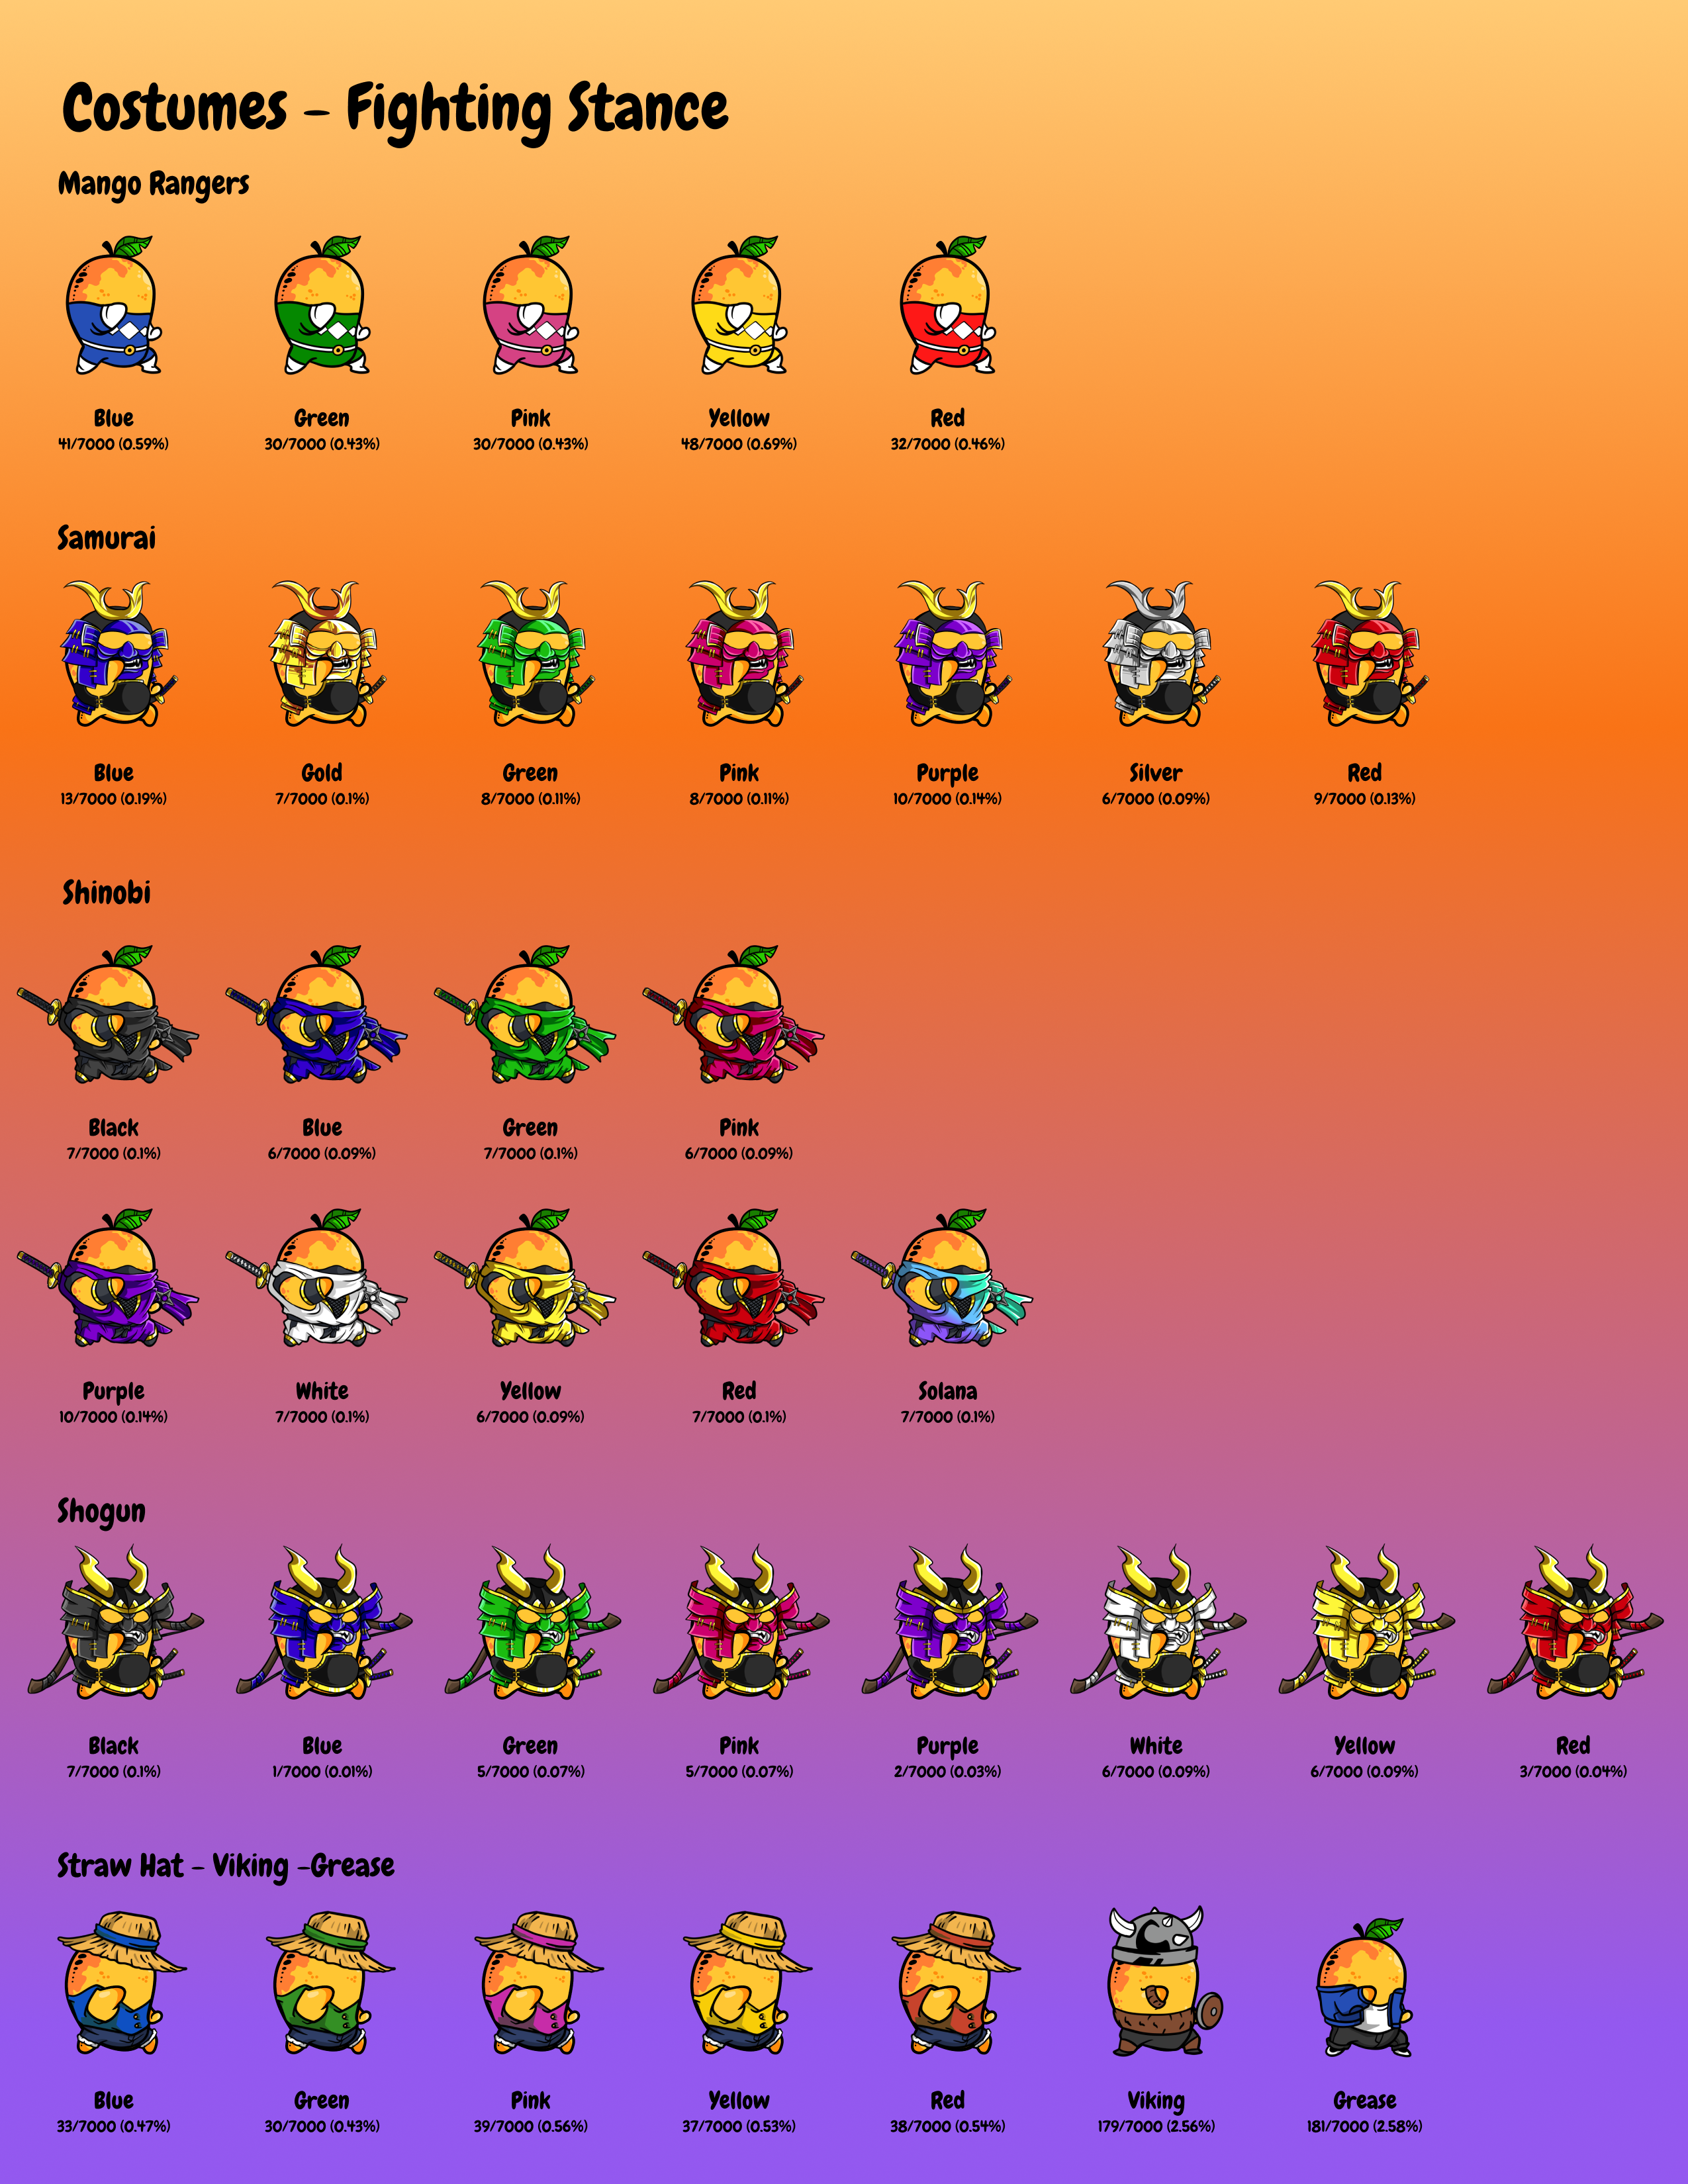 Costumes - Fighting Stance
Mango Rangers
Blue Green Pink Yellow Red
41/7000 (0.59%) 30/7000 (0.43%) 30/7000 (0.43%) 48/7000 (0.69%) 32/7000 (0.46%)
Samurai
Blue Gold Green Pink Purple Silver Red
13/7000 (0.19%) 7/7000 (0.1%) 8/7000 (0.11%) 8/7000 (0.11%) 10/7000 (0.14%) 6/7000 (0.09%) 9/7000 (0.13%)
Shinobi
Black Blue Green Pink
7/7000 (0.1%) 6/7000 (0.09%) 7/7000 (0.1%) 6/7000 (0.09%)
Purple White Yellow Red Solana
10/7000 (0.14%) 7/7000 (0.1%) 6/7000 (0.09%) 7/7000 (0.1%) 7/7000 (0.1%)
Shogun
Black Blue Green Pink Purple White Yellow Red
7/7000 (0.1%) 1/7000 (0.01%) 5/7000 (0.07%) 5/7000 (0.07%) 2/7000 (0.03%) 6/7000 (0.09%) 6/7000 (0.09%) 3/7000 (0.04%)
Straw Hat - Viking -Grease
Blue Green Pink Yellow Red Viking Grease
33/7000 (0.47%) 30/7000 (0.43%) 39/7000 (0.56%) 37/7000 (0.53%) 38/7000 (0.54%) 179/7000 (2.56%) 181/7000 (2.58%)